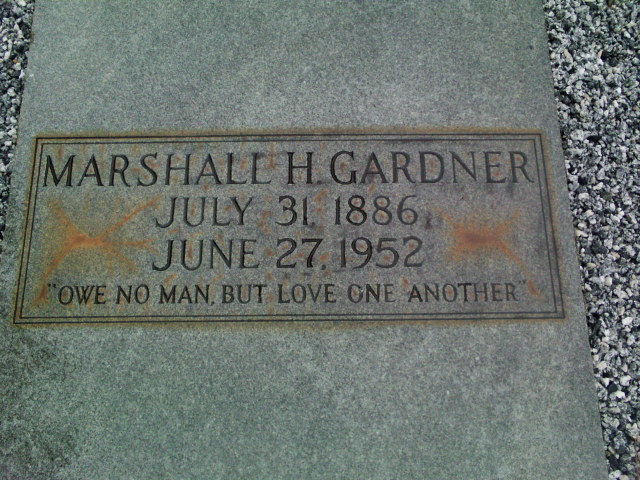 MARSHALL H. GARDNER
JULY 31, 1886
JUNE 27, 1952
"OWE NO MAN, BUT LOVE ONE ANOTHER"